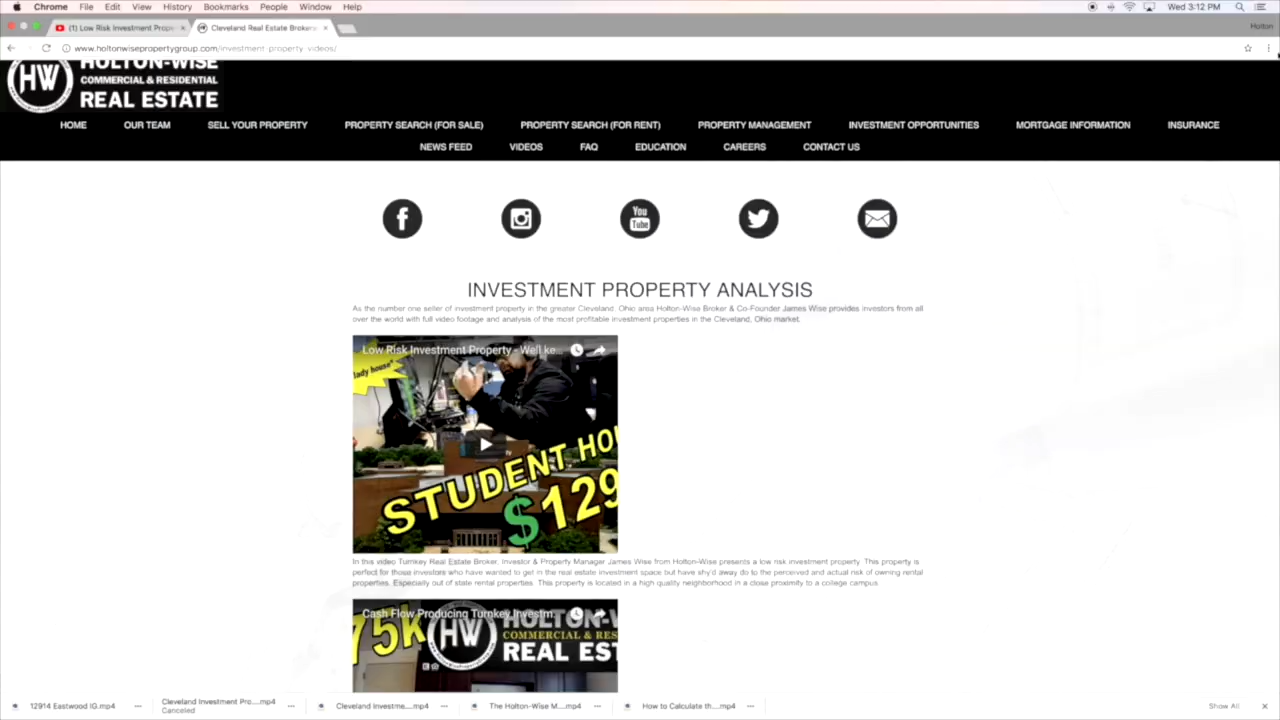 Chrome File Edit View History Bookmarks People Window Help Wed 3:12 PM
(1) Low Risk Investment Prope Cleveland Real Estate Brokers Holton
www.holtonwisepropertygroup.com/investment property videos/
HW
HOLTON-WISE
COMMERCIAL & RESIDENTIAL
REAL ESTATE
HOME OUR TEAM SELL YOUR PROPERTY PROPERTY SEARCH (FOR SALE) PROPERTY SEARCH (FOR RENT) PROPERTY MANAGEMENT INVESTMENT OPPORTUNITIES MORTGAGE INFORMATION INSURANCE
NEWS FEED VIDEOS FAQ EDUCATION CAREERS CONTACT US
You
Tube
INVESTMENT PROPERTY ANALYSIS
As the number one seller of investment property in the greater Cleveland, Ohio area Holton-Wise Broker & Co-Founder James Wise provides investors from all
over the world with full video footage and analysis of the most profitable investment properties in the Cleveland, Ohio market.
Low Risk Investment Property - Well ke...
lady house"
STUDENT HOU
$129
In this video Turnkey Real Estate Broker, Investor & Property Manager James Wise from Holton-Wise presents a low risk investment property. This property is
perfect for those investors who have wanted to get in the real estate investment space but have shy'd away do to the perceived and actual risk of owning rental
properties. Especially out of state rental properties. This property is located in a high quality neighborhood in a close proximity to a college campus
Cash Flow Producing Turnkey Investm...
75k
HW
HOLTON-W
COMMERCIAL & RES
REAL EST
12914 Eastwood IG.mp4 Cleveland Investment Pro....mp4 Cleveland Investme....mp4 The Holton-Wise M....mp4 How to Calculate th....mp4 Show All
Canceled